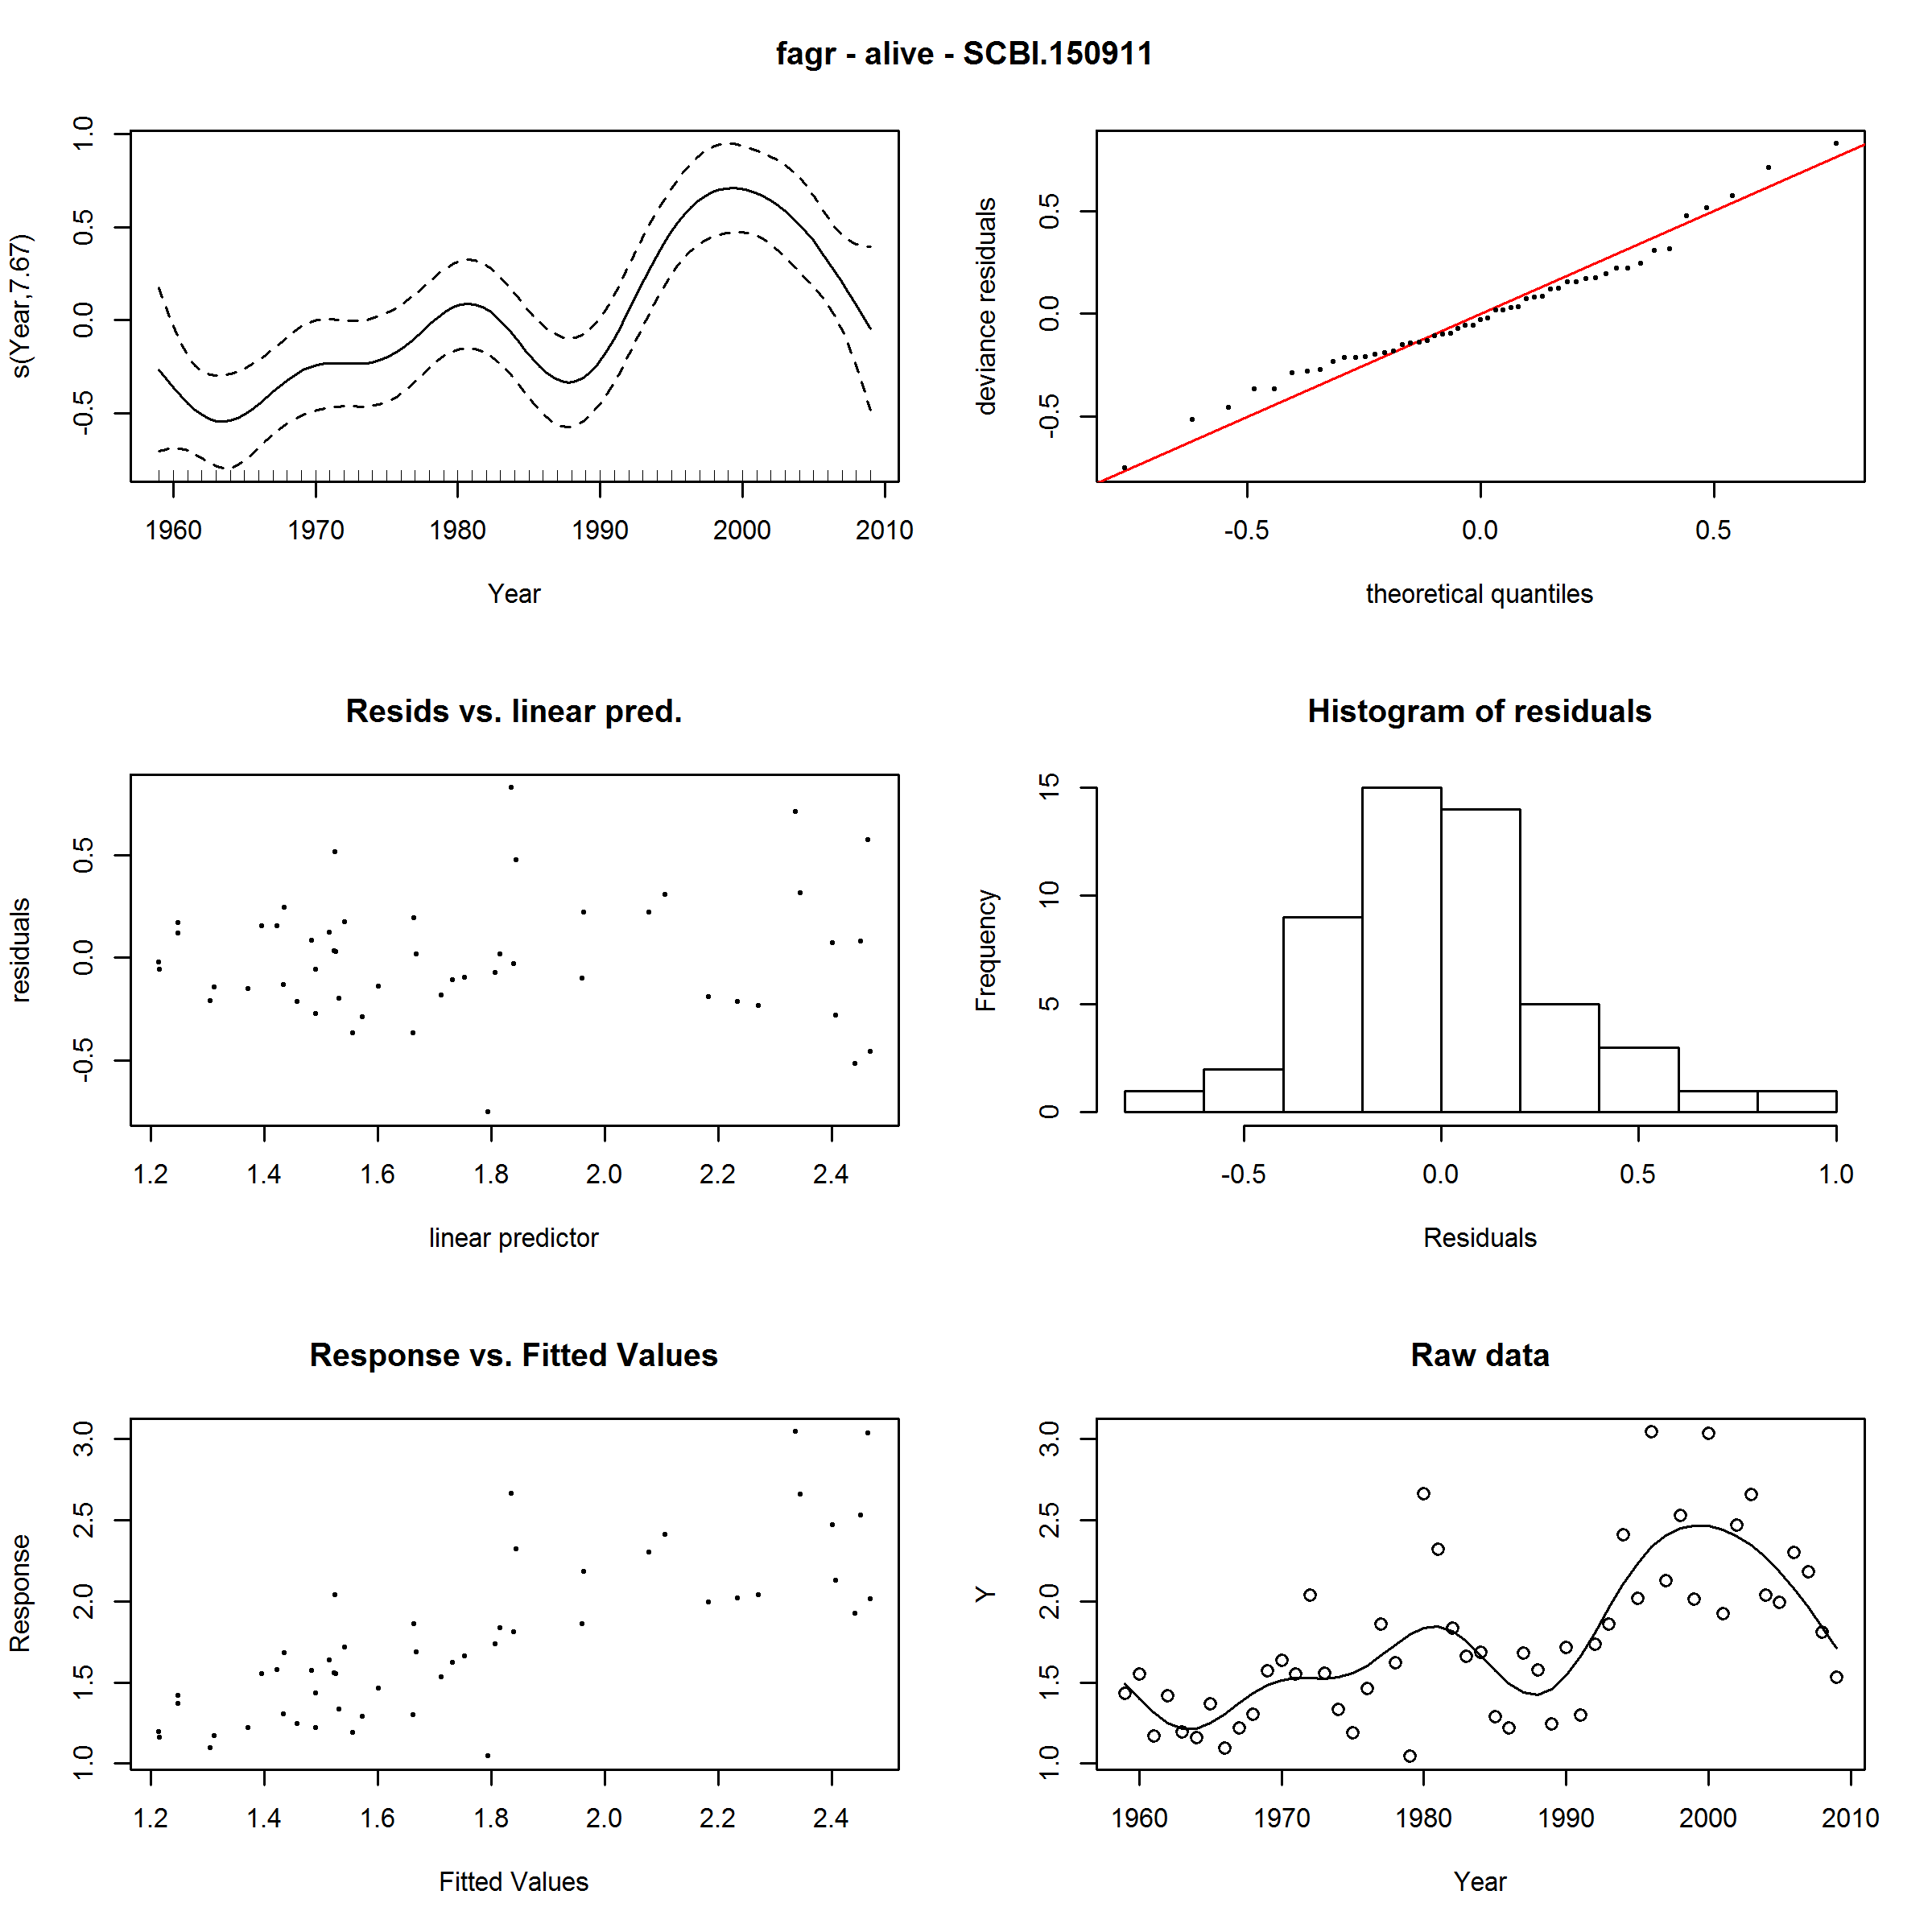 fagr - alive - SCBI.150911
s(Year,7.67)
1.0
0.5
0.0
-0.5
1960 1970 1980 1990 2000 2010
Year
deviance residuals
0.5
0.0
-0.5
-0.5 0.0 0.5
theoretical quantiles
Resids vs. linear pred.
residuals
0.5
0.0
-0.5
1.2 1.4 1.6 1.8 2.0 2.2 2.4
linear predictor
Histogram of residuals
Frequency
15
10
5
0
-0.5 0.0 0.5 1.0
Residuals
Response vs. Fitted Values
Response
3.0
2.5
2.0
1.5
1.0
1.2 1.4 1.6 1.8 2.0 2.2 2.4
Fitted Values
Raw data
Y
3.0
2.5
2.0
1.5
1.0
1960 1970 1980 1990 2000 2010
Year